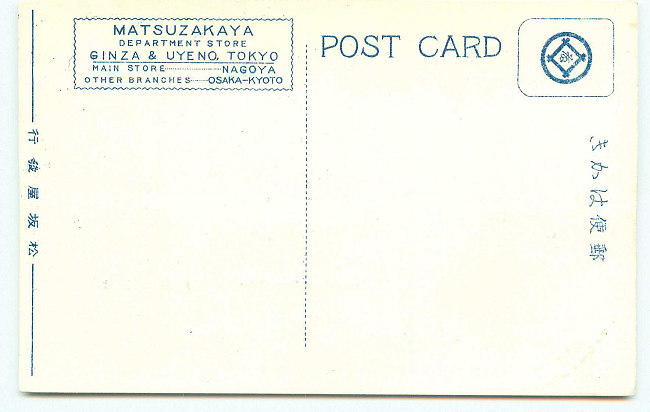 MATSUZAKAYA
DEPARTMENT STORE
GINZA & UYENO, TOKYO
MAIN STORE NAGOYA
OTHER BRANCHES OSAKA-KYOTO
POST CARD
郵便はかき
松坂屋發行